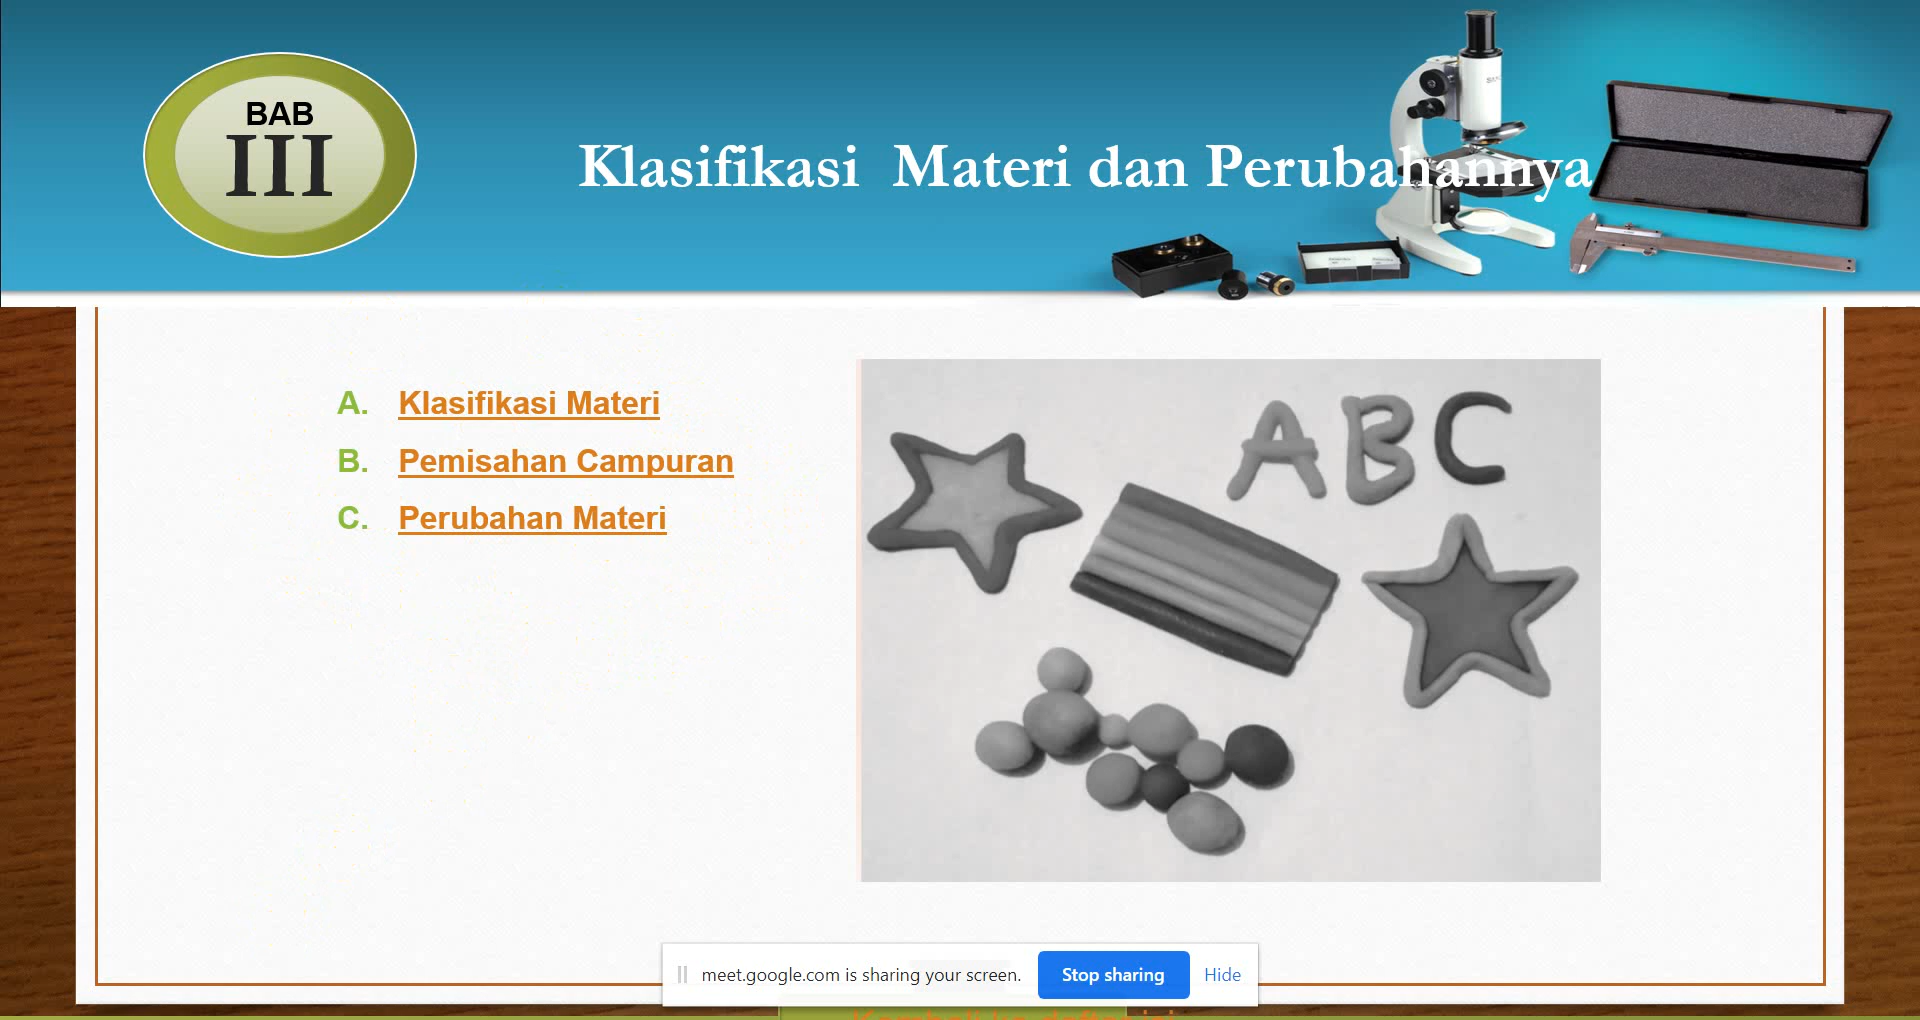 BAB
III
Klasifikasi Materi dan Perubahannya
A. Klasifikasi Materi
B. Pemisahan Campuran
C. Perubahan Materi
ABC
meet.google.com is sharing your screen.
Stop sharing
Hide